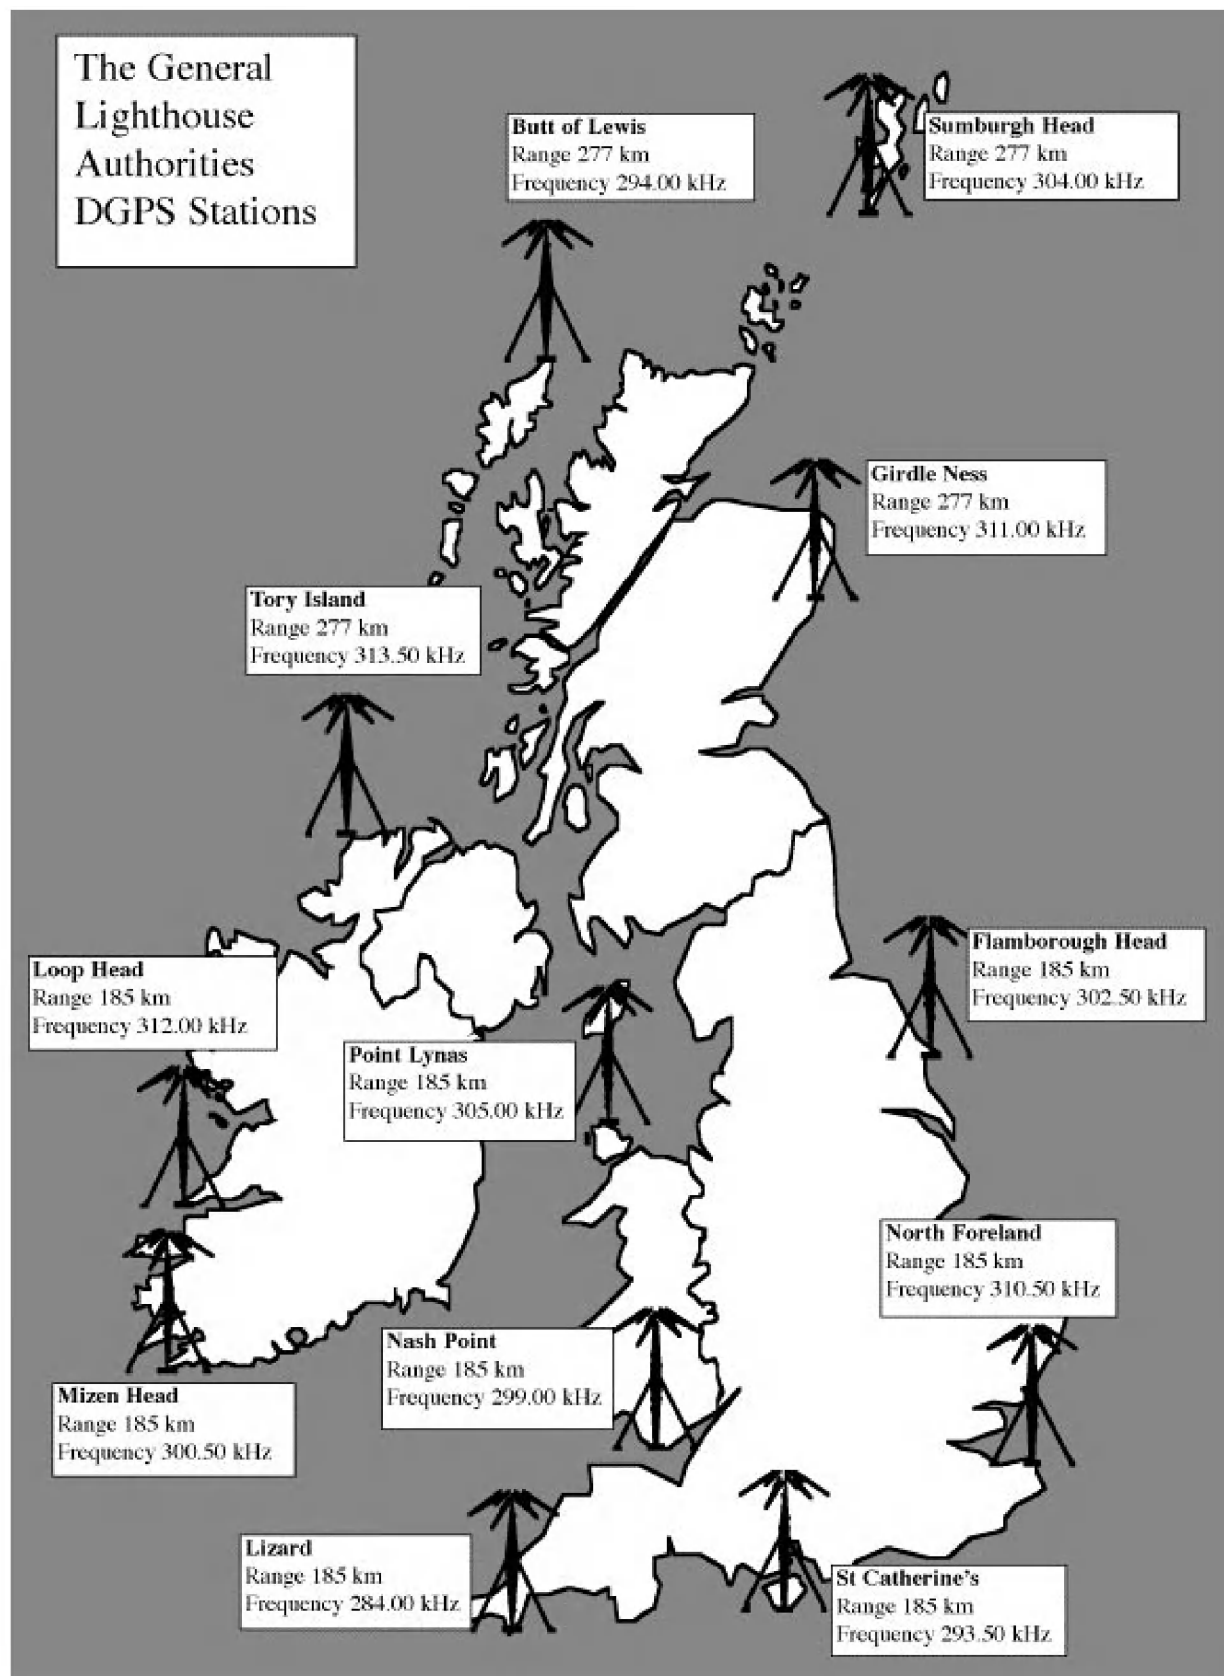 The General
Lighthouse
Authorities
DGPS Stations
Butt of Lewis
Range 277 km
Frequency 294.00 kHz
Sumburgh Head
Range 277 km
Frequency 304.00 kHz
Girdle Ness
Range 277 km
Frequency 311.00 kHz
Tory Island
Range 277 km
Frequency 313.50 kHz
Flamborough Head
Range 185 km
Frequency 302.50 kHz
Loop Head
Range 185 km
Frequency 312.00 kHz
Point Lynas
Range 185 km
Frequency 305.00 kHz
North Foreland
Range 185 km
Frequency 310.50 kHz
Nash Point
Range 185 km
Frequency 299.00 kHz
Mizen Head
Range 185 km
Frequency 300.50 kHz
Lizard
Range 185 km
Frequency 284.00 kHz
St Catherine's
Range 185 km
Frequency 293.50 kHz